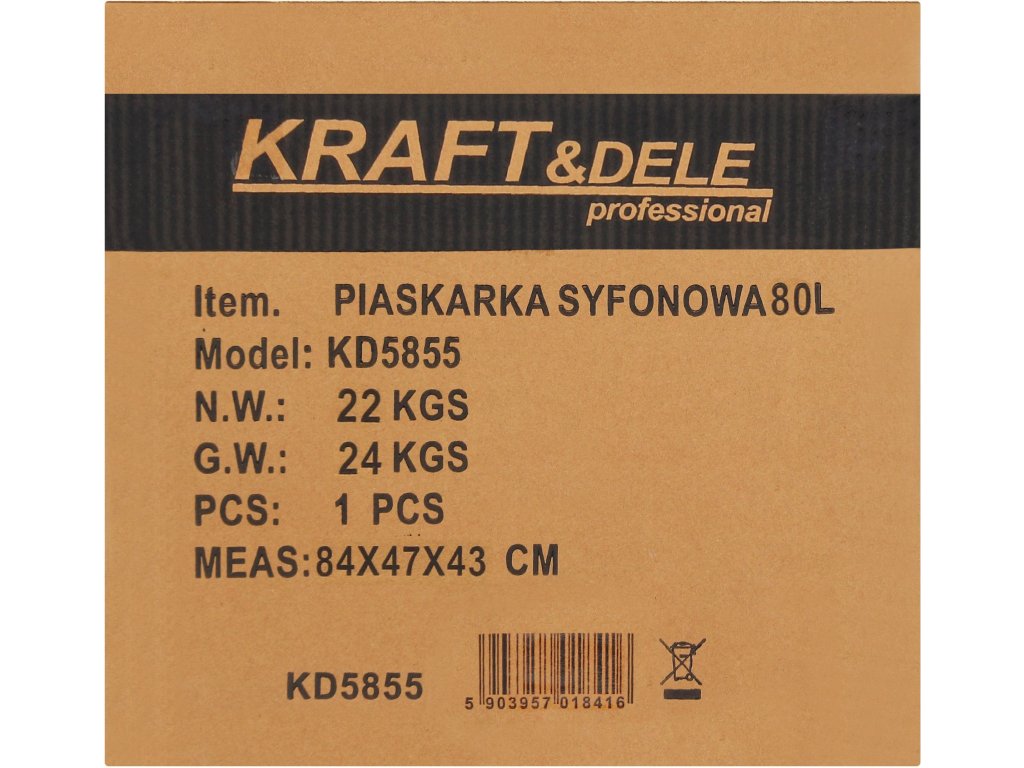 KRAFT&DELE
professional
Item. PIASKARKA SYFONOWA 80L
Model: KD5855
N.W.: 22 KGS
G.W.: 24 KGS
PCS: 1 PCS
MEAS:84X47X43 CM
KD5855
5 903957 018416